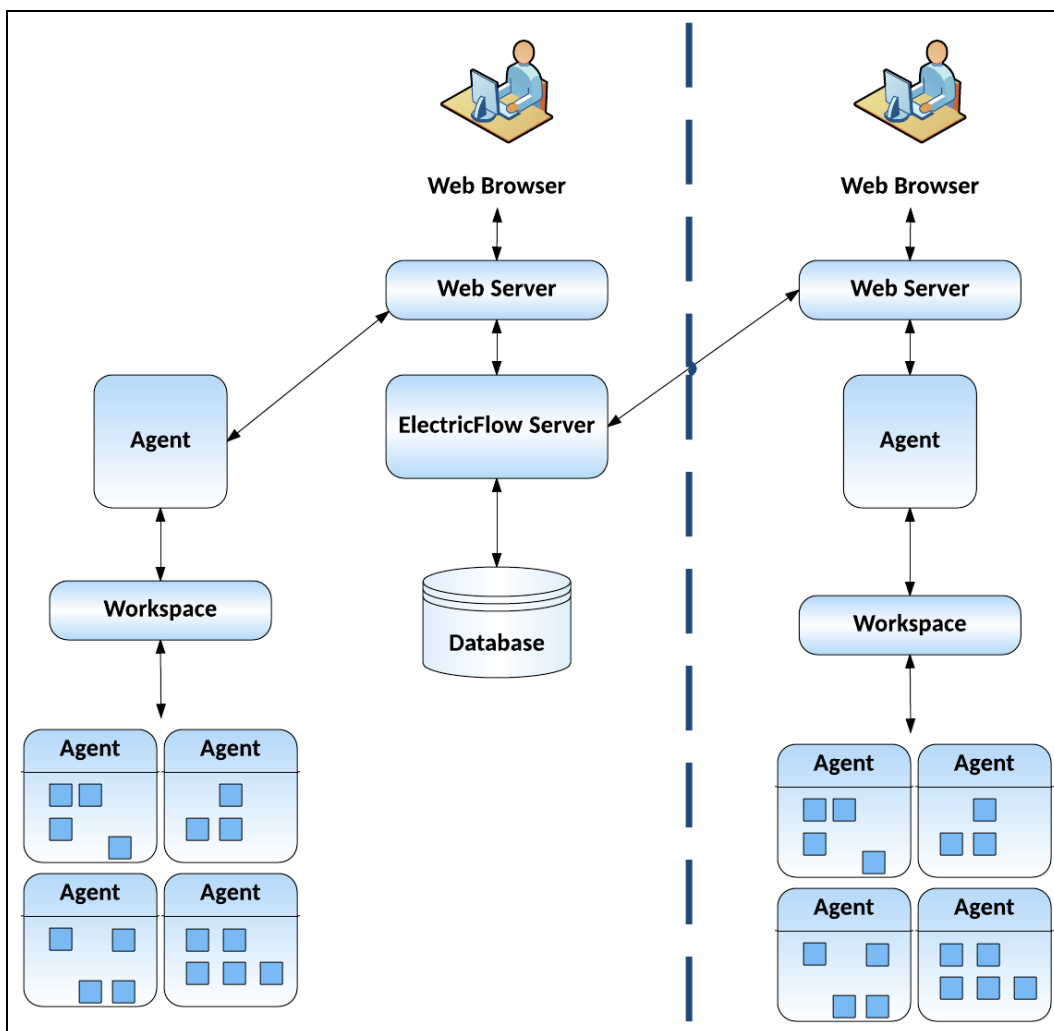 Web Browser
Web Browser
Web Server
Web Server
Agent
ElectricFlow Server
Agent
Workspace
Workspace
Database
Agent
Agent
Agent
Agent
Agent
Agent
Agent
Agent